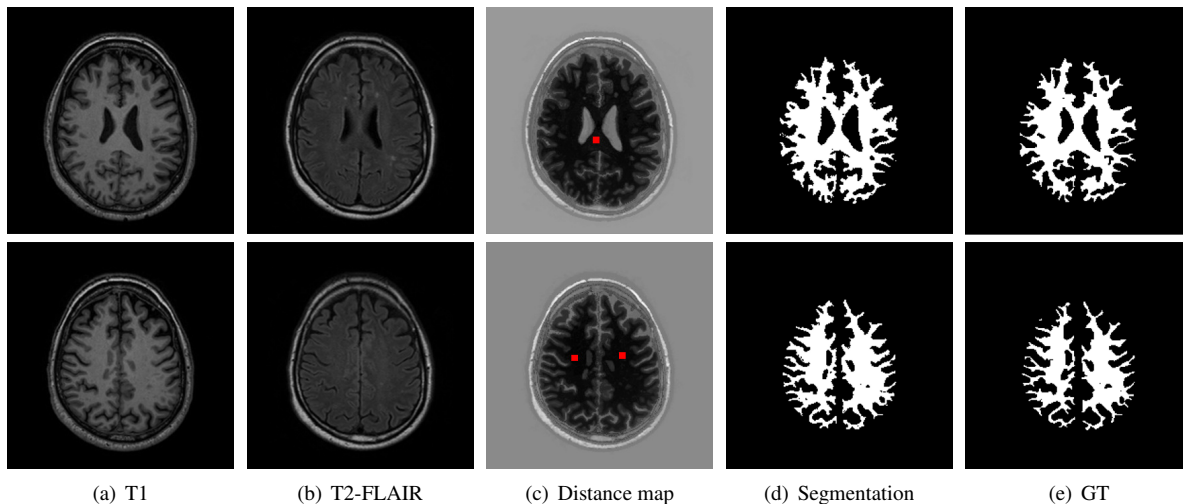 (a) T1
(b) T2-FLAIR
(c) Distance map
(d) Segmentation
(e) GT